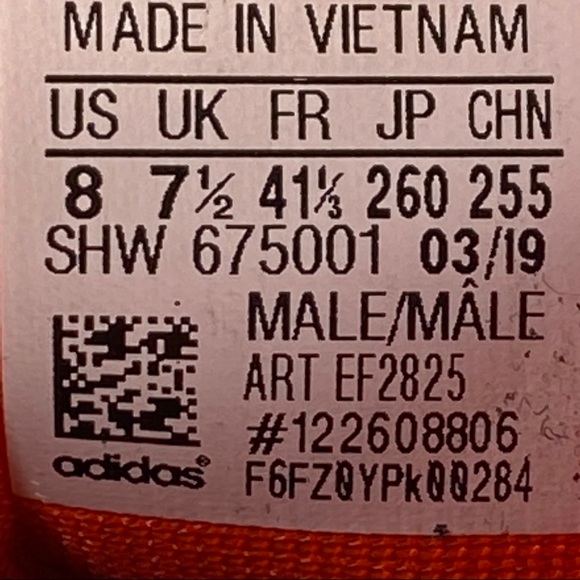 MADE IN VIETNAM
US UK FR JP CHN
8 7½ 41⅓ 260 255
SHW 675001 03/19
MALE/MÂLE
ART EF2825
#122608806
adidas® F6FZ0YPk00284